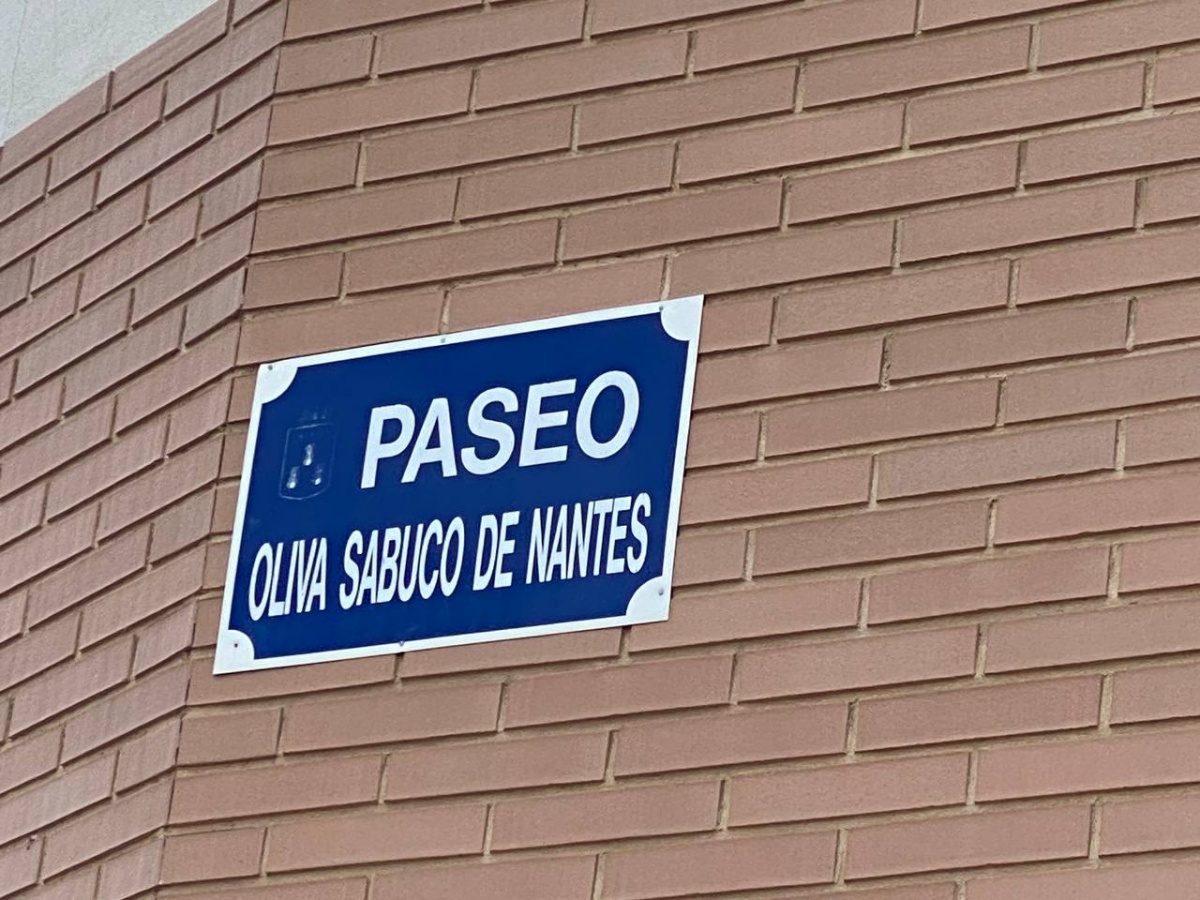 PASEO
OLIVA SABUCO DE NANTES